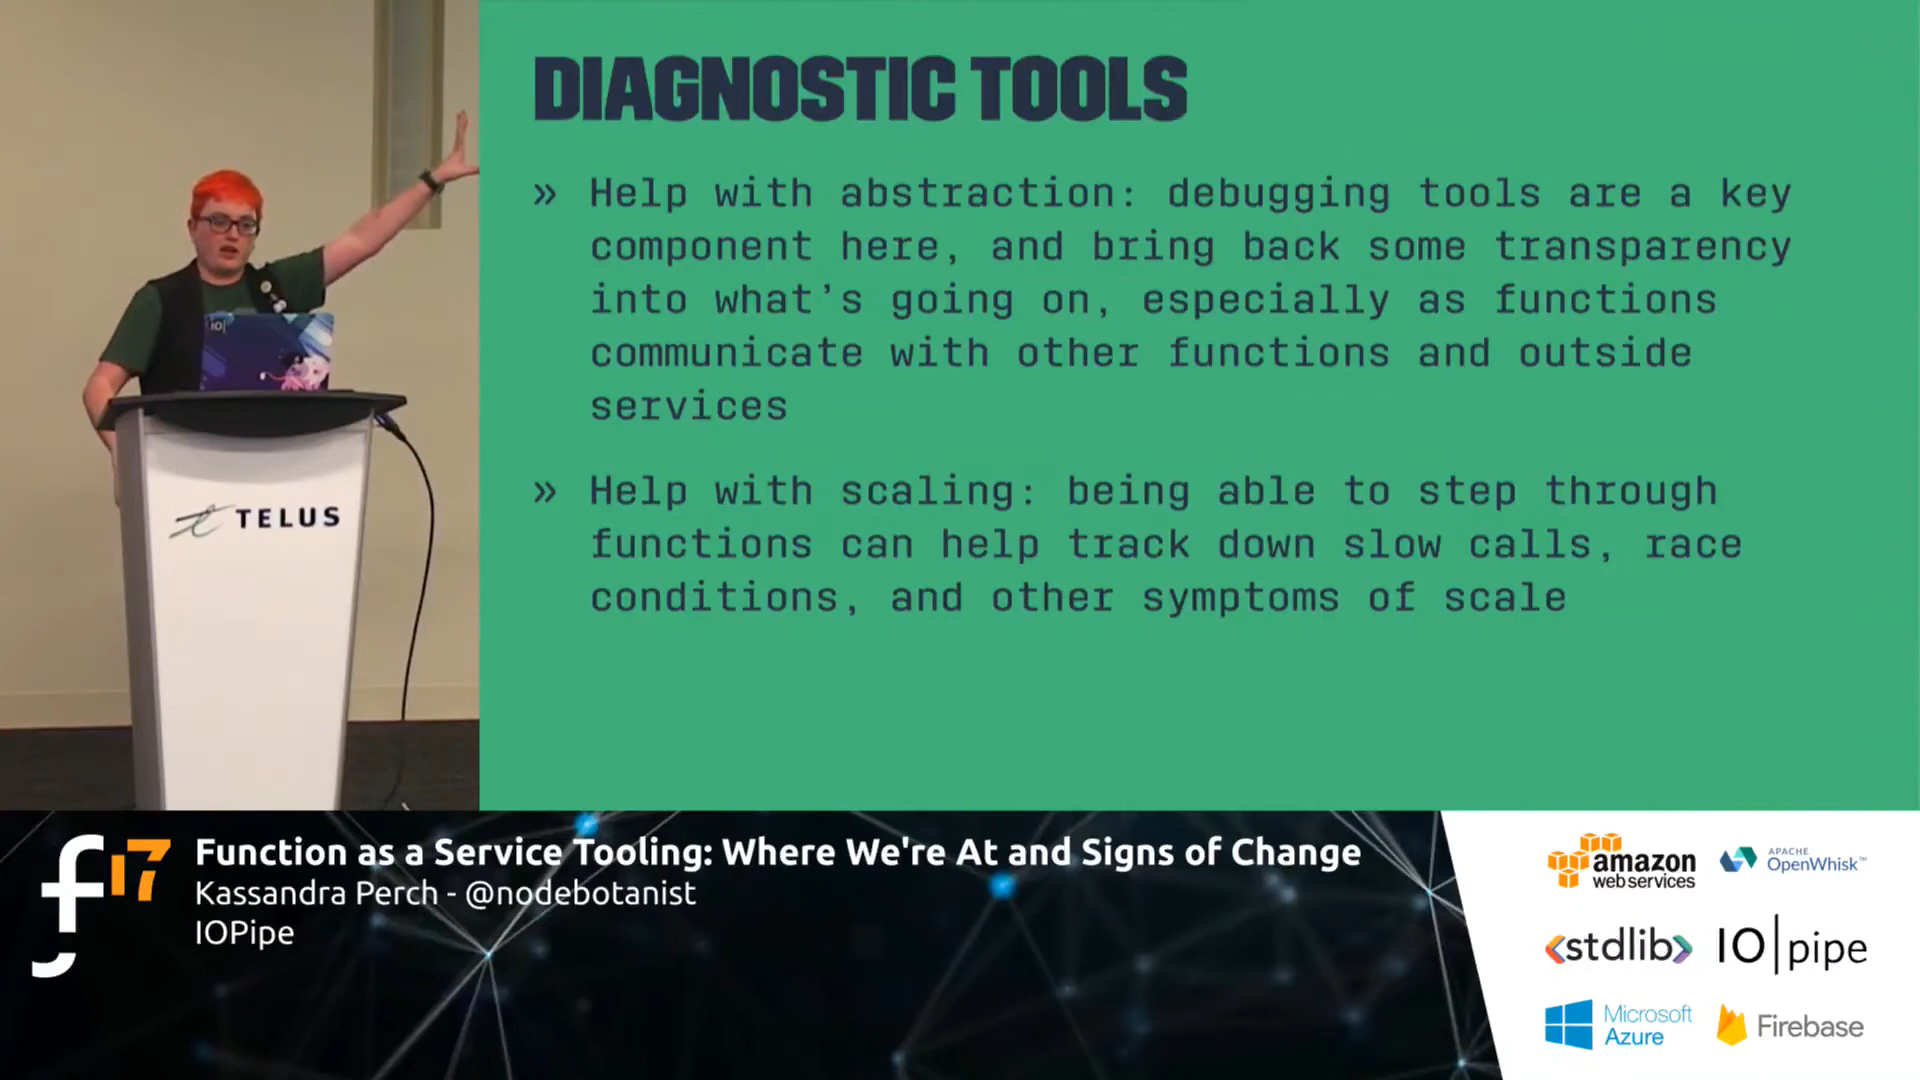 DIAGNOSTIC TOOLS
» Help with abstraction: debugging tools are a key
component here, and bring back some transparency
into what's going on, especially as functions
communicate with other functions and outside
services
» Help with scaling: being able to step through
functions can help track down slow calls, race
conditions, and other symptoms of scale
IO|
TELUS
f17
Function as a Service Tooling: Where We're At and Signs of Change
Kassandra Perch - @nodebotanist
IOPipe
amazon
webservices
APACHE
OpenWhisk™
<stdlib>
IO|pipe
Microsoft
Azure
Firebase